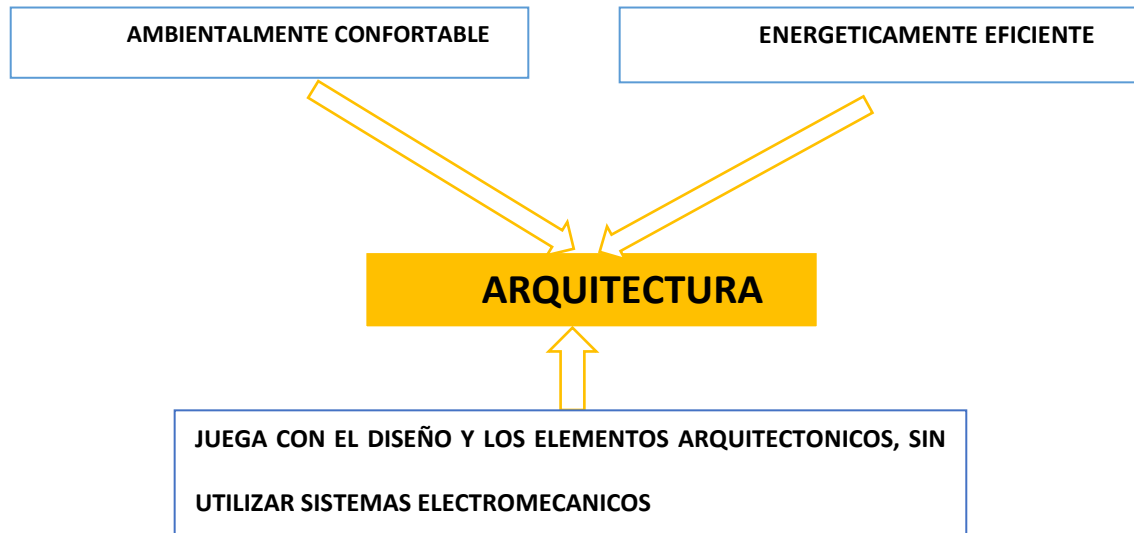 AMBIENTALMENTE CONFORTABLE
ENERGETICAMENTE EFICIENTE
ARQUITECTURA
JUEGA CON EL DISEÑO Y LOS ELEMENTOS ARQUITECTONICOS, SIN
UTILIZAR SISTEMAS ELECTROMECANICOS